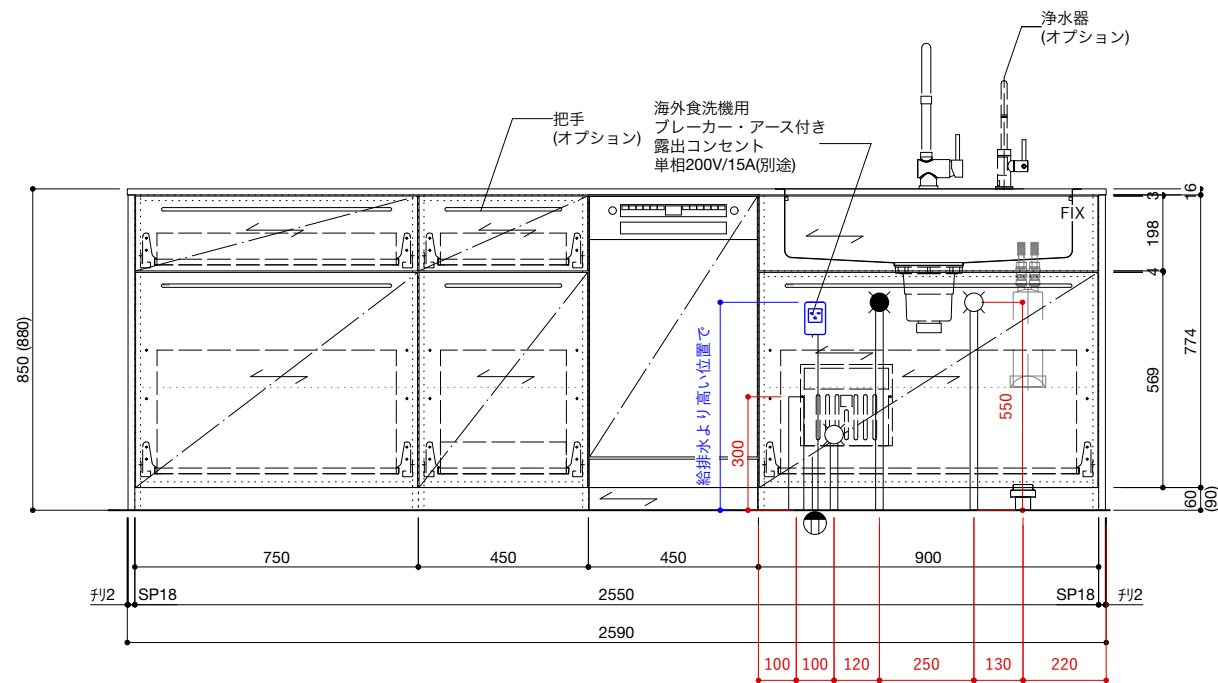 浄水器
(オプション)
海外食洗機用
ブレーカー・アース付き
露出コンセント
単相200V/15A(別途)
把手
(オプション)
FIX
16
3
198
4
774
569
60
(90)
850 (880)
給排水より高い位置で
300
550
750
450
450
900
チリ2
SP18
2550
SP18
チリ2
2590
100
100
120
250
130
220